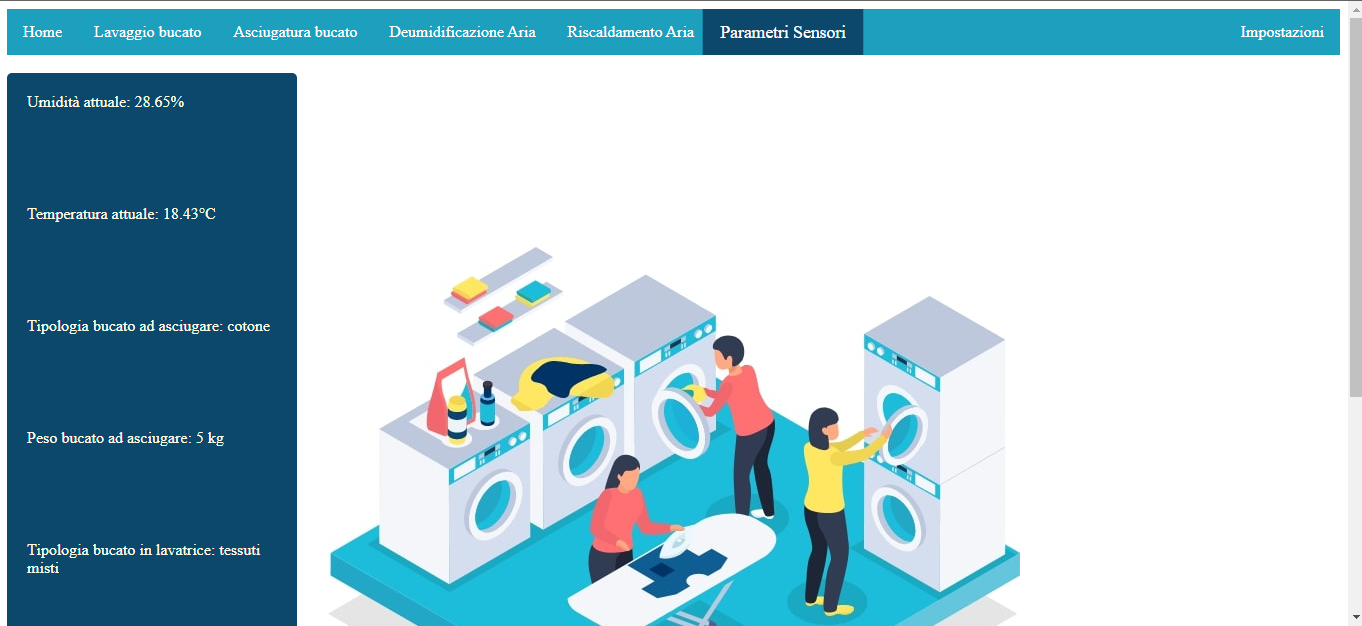 Home Lavaggio bucato Asciugatura bucato Deumidificazione Aria Riscaldamento Aria Parametri Sensori Impostazioni
Umidità attuale: 28.65%
Temperatura attuale: 18.43°C
Tipologia bucato ad asciugare: cotone
Peso bucato ad asciugare: 5 kg
Tipologia bucato in lavatrice: tessuti
misti